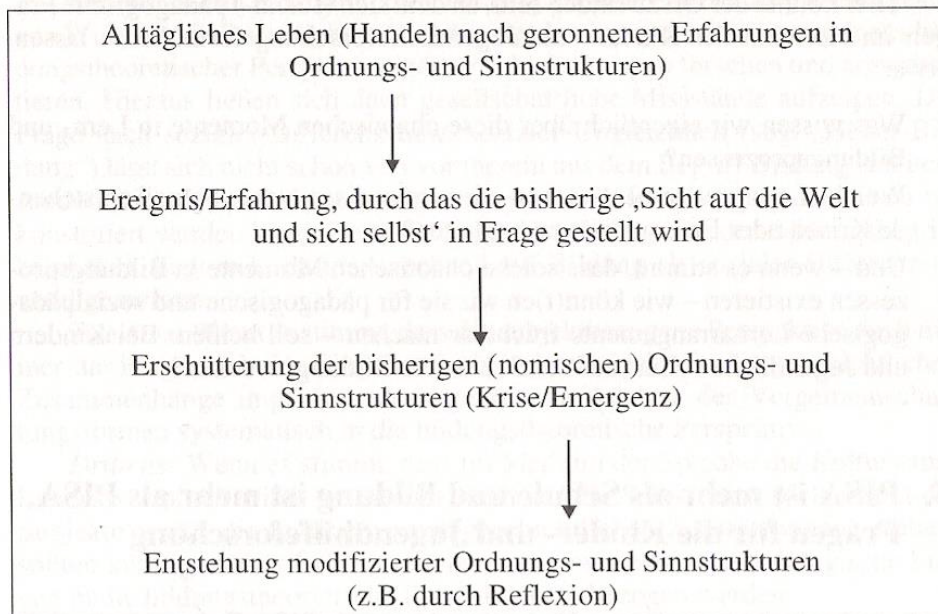 Alltägliches Leben (Handeln nach geronnenen Erfahrungen in
Ordnungs- und Sinnstrukturen)
Ereignis/Erfahrung, durch das die bisherige ‚Sicht auf die Welt
und sich selbst‘ in Frage gestellt wird
Erschütterung der bisherigen (nomischen) Ordnungs- und
Sinnstrukturen (Krise/Emergenz)
Entstehung modifizierter Ordnungs- und Sinnstrukturen
(z.B. durch Reflexion)